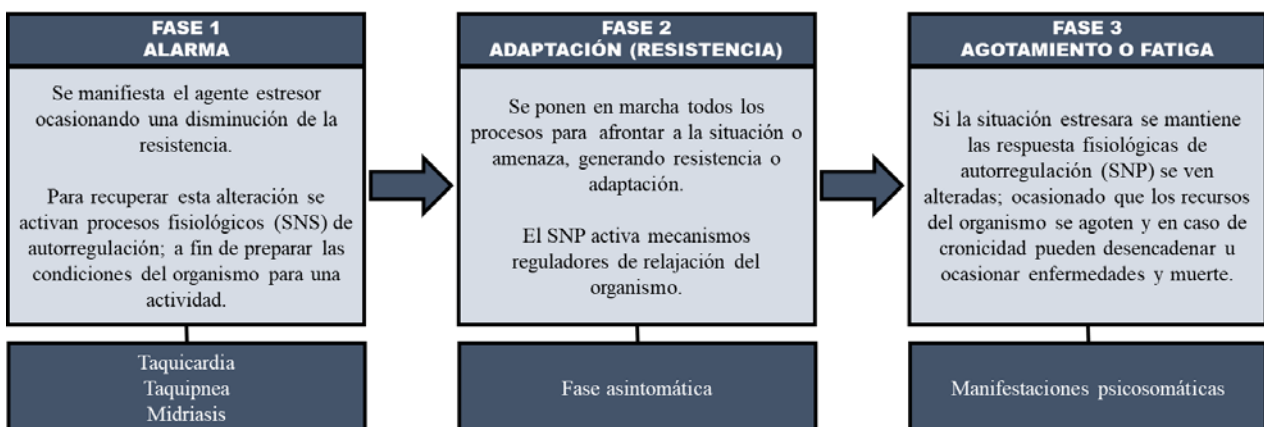 FASE 1
ALARMA
Se manifiesta el agente estresor
ocasionando una disminución de la
resistencia.
Para recuperar esta alteración se
activan procesos fisiológicos (SNS) de
autorregulación; a fin de preparar las
condiciones del organismo para una
actividad.
Taquicardia
Taquipnea
Midriasis
FASE 2
ADAPTACIÓN (RESISTENCIA)
Se ponen en marcha todos los
procesos para afrontar a la situación o
amenaza, generando resistencia o
adaptación.
El SNP activa mecanismos
reguladores de relajación del
organismo.
Fase asintomática
FASE 3
AGOTAMIENTO O FATIGA
Si la situación estresara se mantiene
las respuesta fisiológicas de
autorregulación (SNP) se ven
alteradas; ocasionado que los recursos
del organismo se agoten y en caso de
cronicidad pueden desencadenar u
ocasionar enfermedades y muerte.
Manifestaciones psicosomáticas